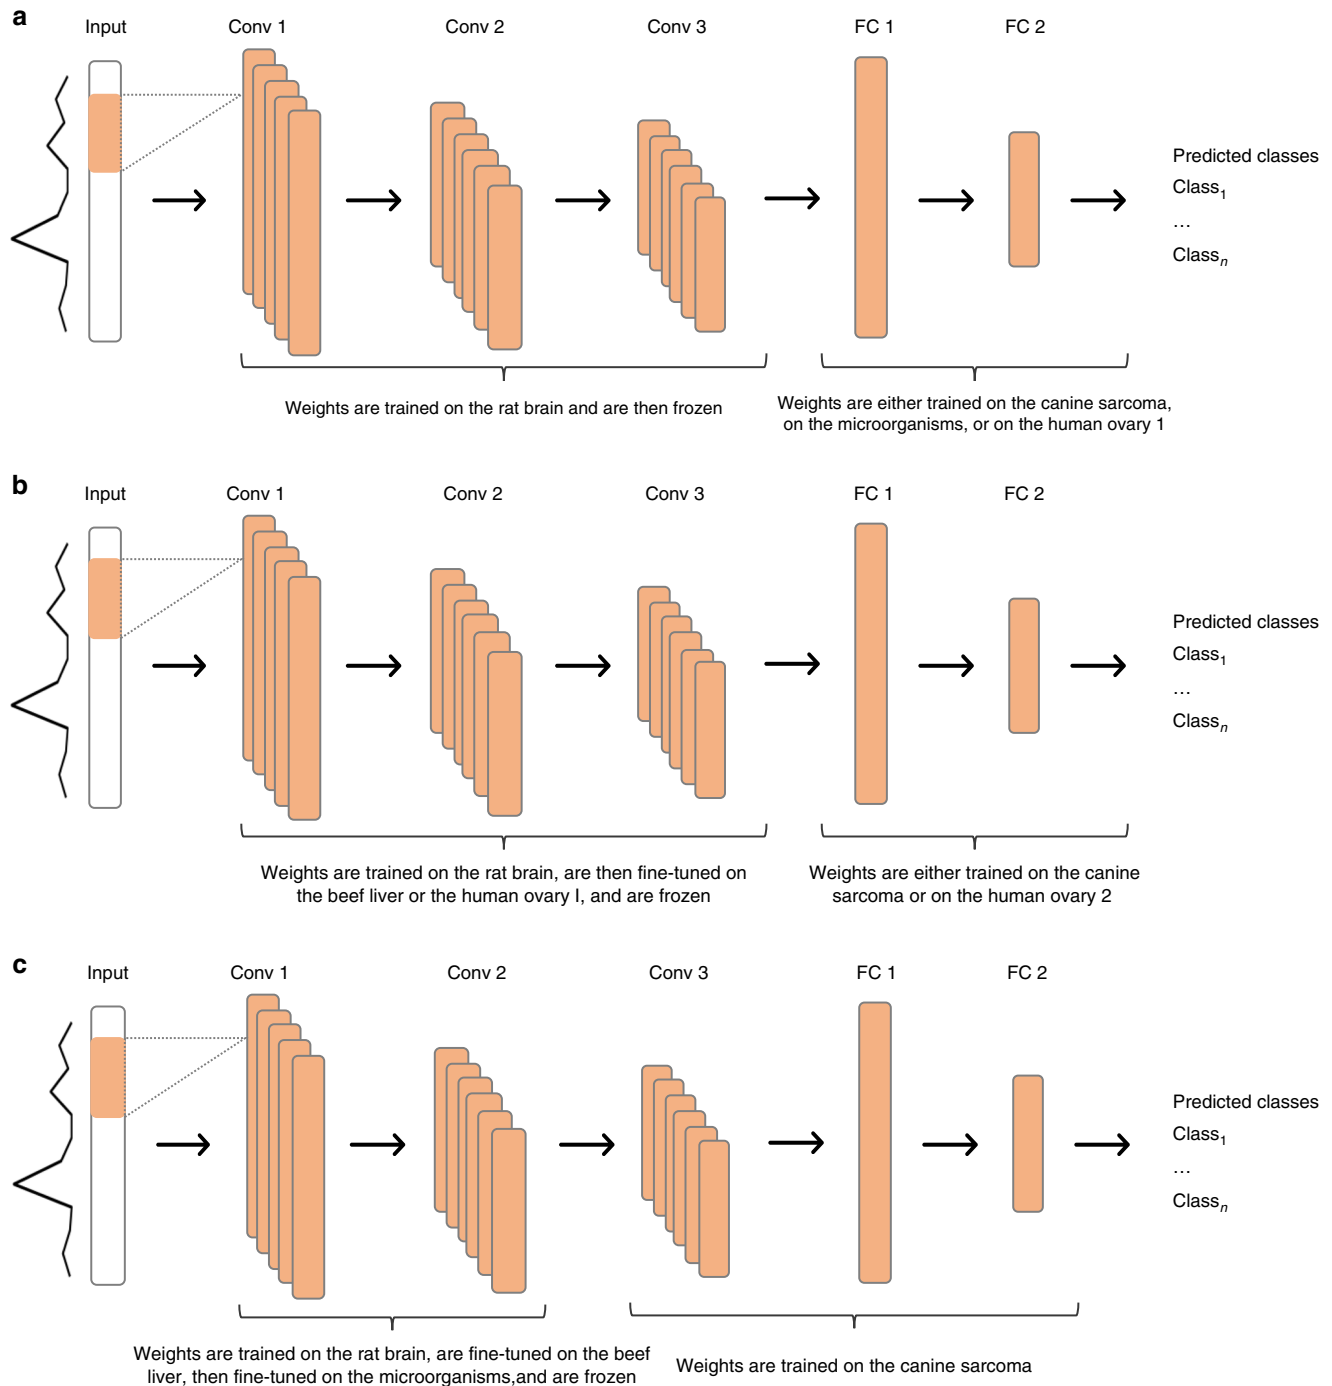 a
Input Conv 1 Conv 2 Conv 3 FC 1 FC 2
Predicted classes
Class1
...
Classn
Weights are trained on the rat brain and are then frozen
Weights are either trained on the canine sarcoma,
on the microorganisms, or on the human ovary 1
b
Input Conv 1 Conv 2 Conv 3 FC 1 FC 2
Predicted classes
Class1
...
Classn
Weights are trained on the rat brain, are then fine-tuned on
the beef liver or the human ovary I, and are frozen
Weights are either trained on the canine
sarcoma or on the human ovary 2
c
Input Conv 1 Conv 2 Conv 3 FC 1 FC 2
Predicted classes
Class1
...
Classn
Weights are trained on the rat brain, are fine-tuned on the beef
liver, then fine-tuned on the microorganisms,and are frozen
Weights are trained on the canine sarcoma